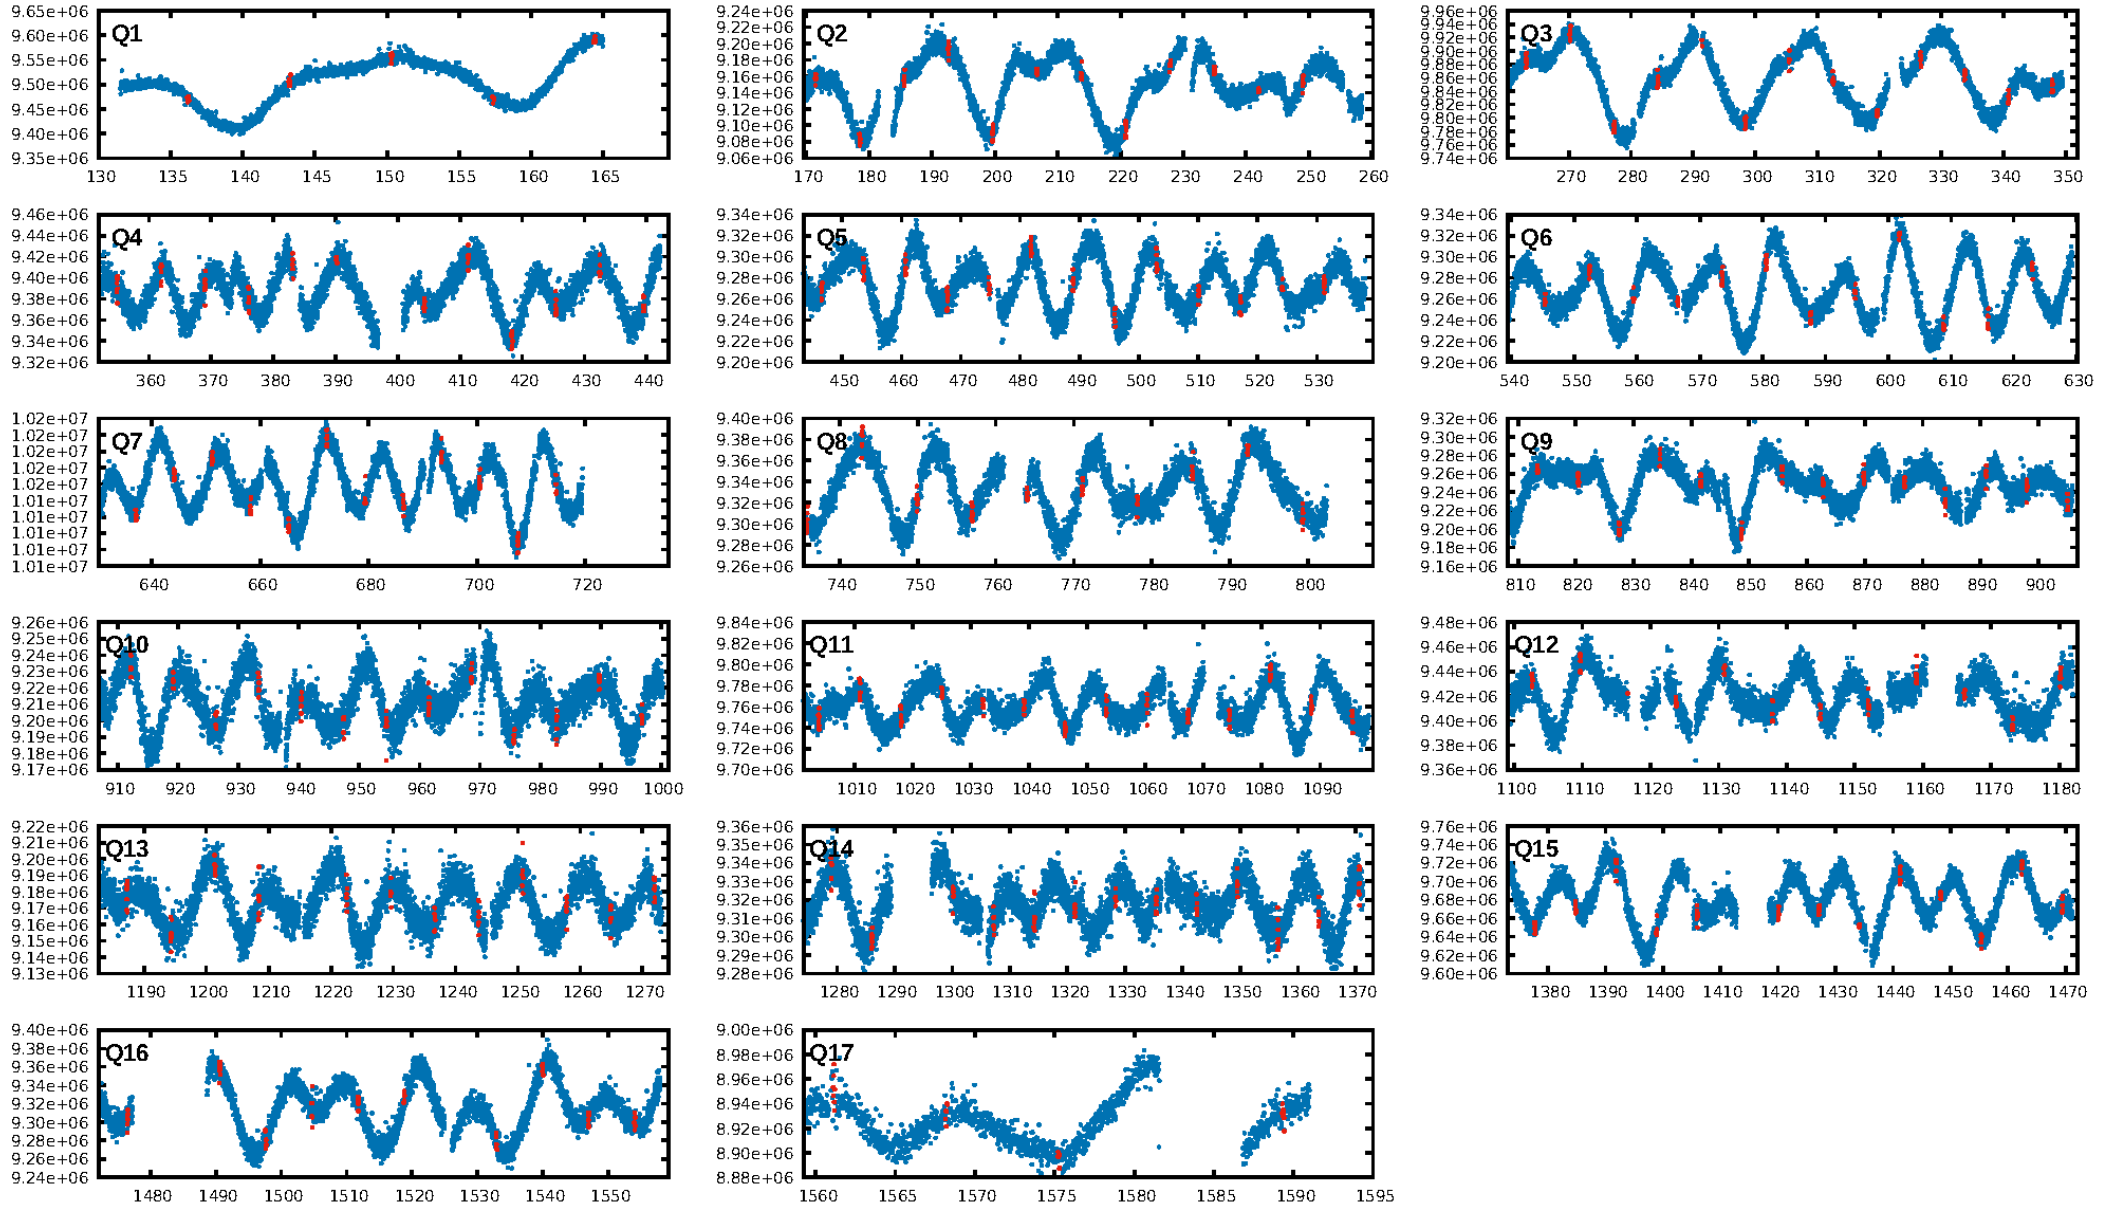 9.65e+06
9.60e+06
9.55e+06
9.50e+06
9.45e+06
9.40e+06
9.35e+06
Q1
130 135 140 145 150 155 160 165
9.24e+06
9.22e+06
9.20e+06
9.18e+06
9.16e+06
9.14e+06
9.12e+06
9.10e+06
9.08e+06
9.06e+06
Q2
170 180 190 200 210 220 230 240 250 260
9.96e+06
9.94e+06
9.92e+06
9.90e+06
9.88e+06
9.86e+06
9.84e+06
9.82e+06
9.80e+06
9.78e+06
9.76e+06
9.74e+06
Q3
270 280 290 300 310 320 330 340 350
9.46e+06
9.44e+06
9.42e+06
9.40e+06
9.38e+06
9.36e+06
9.34e+06
9.32e+06
Q4
360 370 380 390 400 410 420 430 440
9.34e+06
9.32e+06
9.30e+06
9.28e+06
9.26e+06
9.24e+06
9.22e+06
9.20e+06
Q5
450 460 470 480 490 500 510 520 530
9.34e+06
9.32e+06
9.30e+06
9.28e+06
9.26e+06
9.24e+06
9.22e+06
9.20e+06
Q6
540 550 560 570 580 590 600 610 620 630
1.02e+07
1.02e+07
1.02e+07
1.02e+07
1.02e+07
1.01e+07
1.01e+07
1.01e+07
1.01e+07
1.01e+07
Q7
640 660 680 700 720
9.40e+06
9.38e+06
9.36e+06
9.34e+06
9.32e+06
9.30e+06
9.28e+06
9.26e+06
Q8
740 750 760 770 780 790 800
9.32e+06
9.30e+06
9.28e+06
9.26e+06
9.24e+06
9.22e+06
9.20e+06
9.18e+06
9.16e+06
Q9
810 820 830 840 850 860 870 880 890 900
9.26e+06
9.25e+06
9.24e+06
9.23e+06
9.22e+06
9.21e+06
9.20e+06
9.19e+06
9.18e+06
9.17e+06
Q10
910 920 930 940 950 960 970 980 990 1000
9.84e+06
9.82e+06
9.80e+06
9.78e+06
9.76e+06
9.74e+06
9.72e+06
9.70e+06
Q11
1010 1020 1030 1040 1050 1060 1070 1080 1090
9.48e+06
9.46e+06
9.44e+06
9.42e+06
9.40e+06
9.38e+06
9.36e+06
Q12
1100 1110 1120 1130 1140 1150 1160 1170 1180
9.22e+06
9.21e+06
9.20e+06
9.19e+06
9.18e+06
9.17e+06
9.16e+06
9.15e+06
9.14e+06
9.13e+06
Q13
1190 1200 1210 1220 1230 1240 1250 1260 1270
9.36e+06
9.35e+06
9.34e+06
9.33e+06
9.32e+06
9.31e+06
9.30e+06
9.29e+06
9.28e+06
Q14
1280 1290 1300 1310 1320 1330 1340 1350 1360 1370
9.76e+06
9.74e+06
9.72e+06
9.70e+06
9.68e+06
9.66e+06
9.64e+06
9.62e+06
9.60e+06
Q15
1380 1390 1400 1410 1420 1430 1440 1450 1460 1470
9.40e+06
9.38e+06
9.36e+06
9.34e+06
9.32e+06
9.30e+06
9.28e+06
9.26e+06
9.24e+06
Q16
1480 1490 1500 1510 1520 1530 1540 1550
9.00e+06
8.98e+06
8.96e+06
8.94e+06
8.92e+06
8.90e+06
8.88e+06
Q17
1560 1565 1570 1575 1580 1585 1590 1595